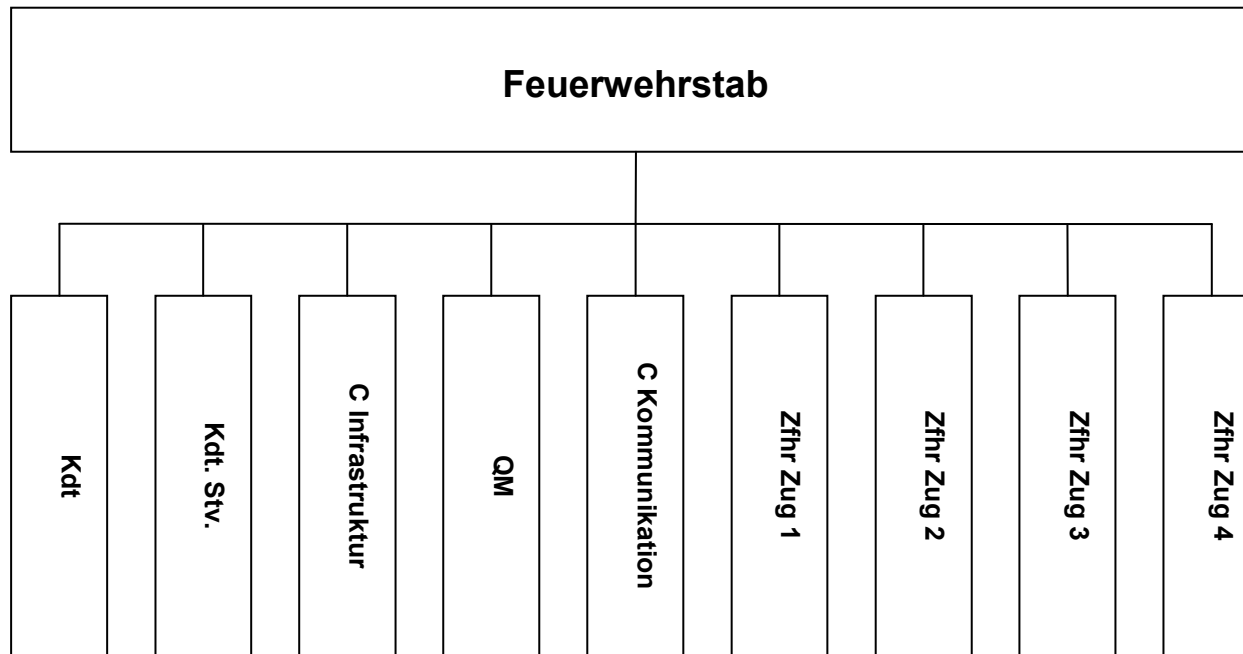 Feuerwehrstab
Kdt
Kdt. Stv.
C Infrastruktur
QM
C Kommunikation
Zfhr Zug 1
Zfhr Zug 2
Zfhr Zug 3
Zfhr Zug 4